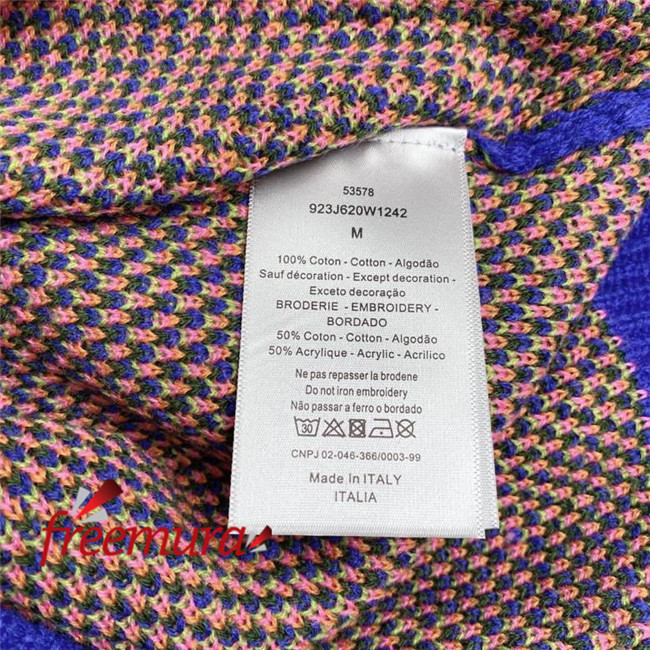 53578
923J620W1242
M
100% Coton - Cotton - Algodão
Sauf décoration - Except decoration -
Exceto decoração
BRODERIE - EMBROIDERY -
BORDADO
50% Coton - Cotton - Algodão
50% Acrylique - Acrylic - Acrilico
Ne pas repasser la brodene
Do not iron embroidery
Não passar a ferro o bordado
30
CNPJ 02-046-366/0003-99
Made in ITALY
ITALIA
freemura